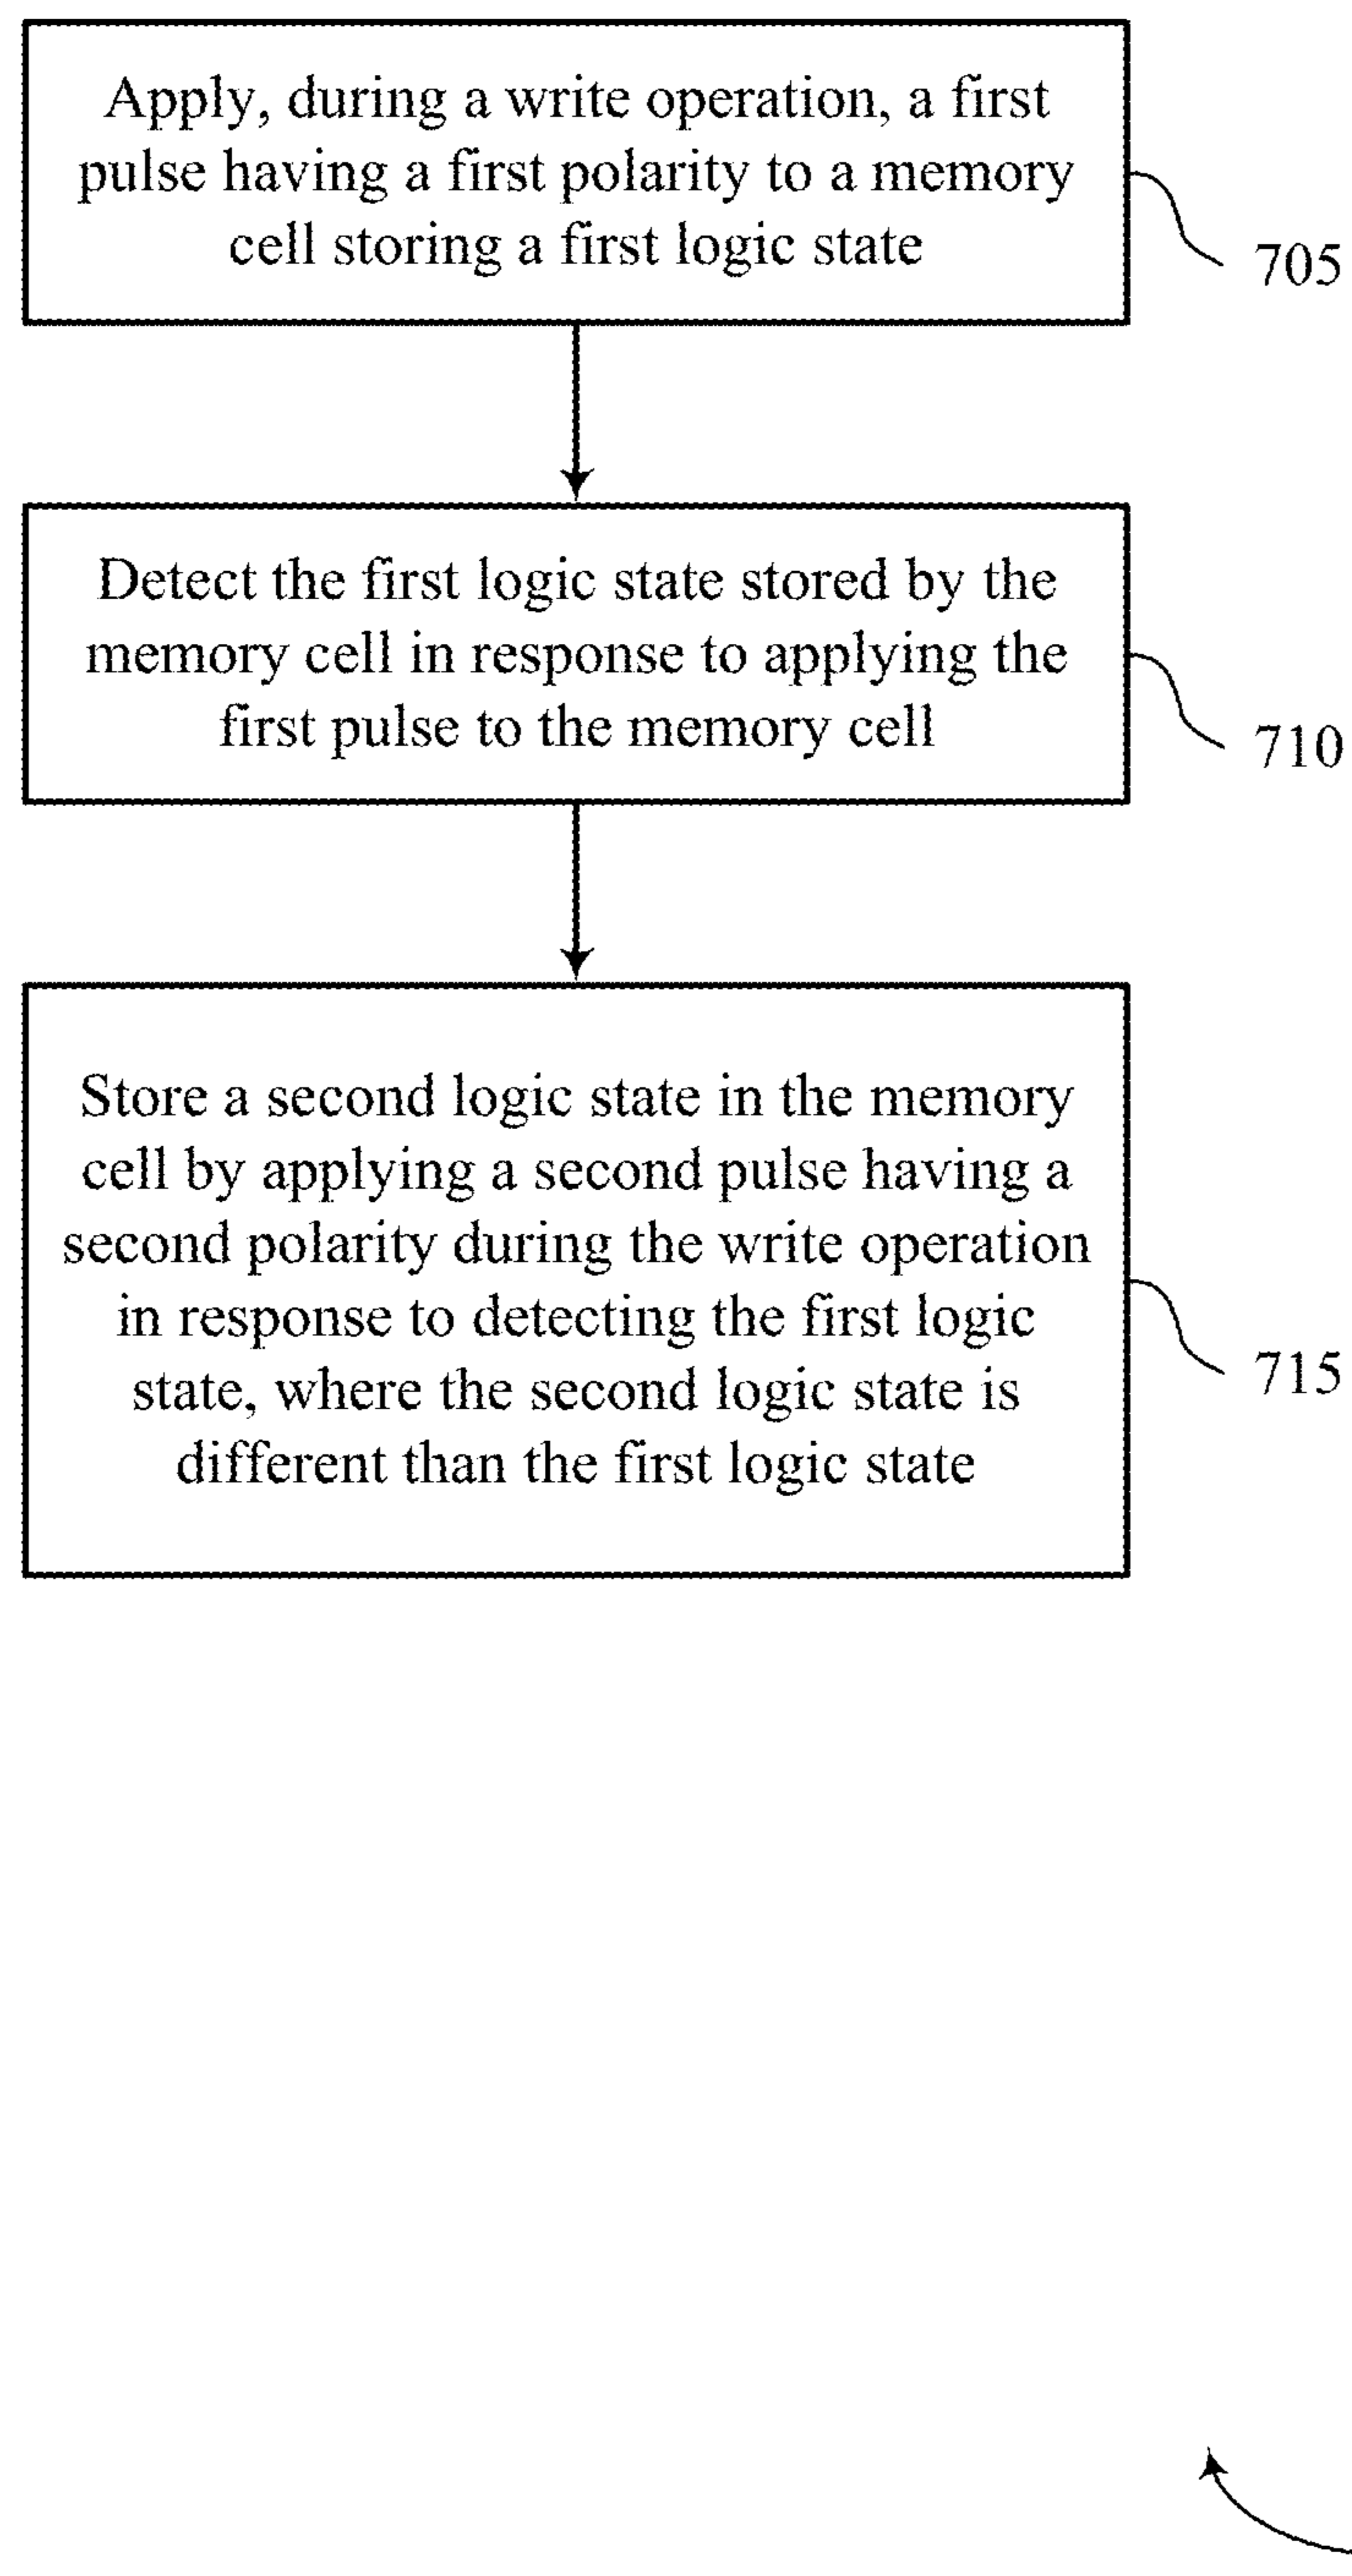 Apply, during a write operation, a first
pulse having a first polarity to a memory
cell storing a first logic state
705
Detect the first logic state stored by the
memory cell in response to applying the
first pulse to the memory cell
710
Store a second logic state in the memory
cell by applying a second pulse having a
second polarity during the write operation
in response to detecting the first logic
state, where the second logic state is
different than the first logic state
715